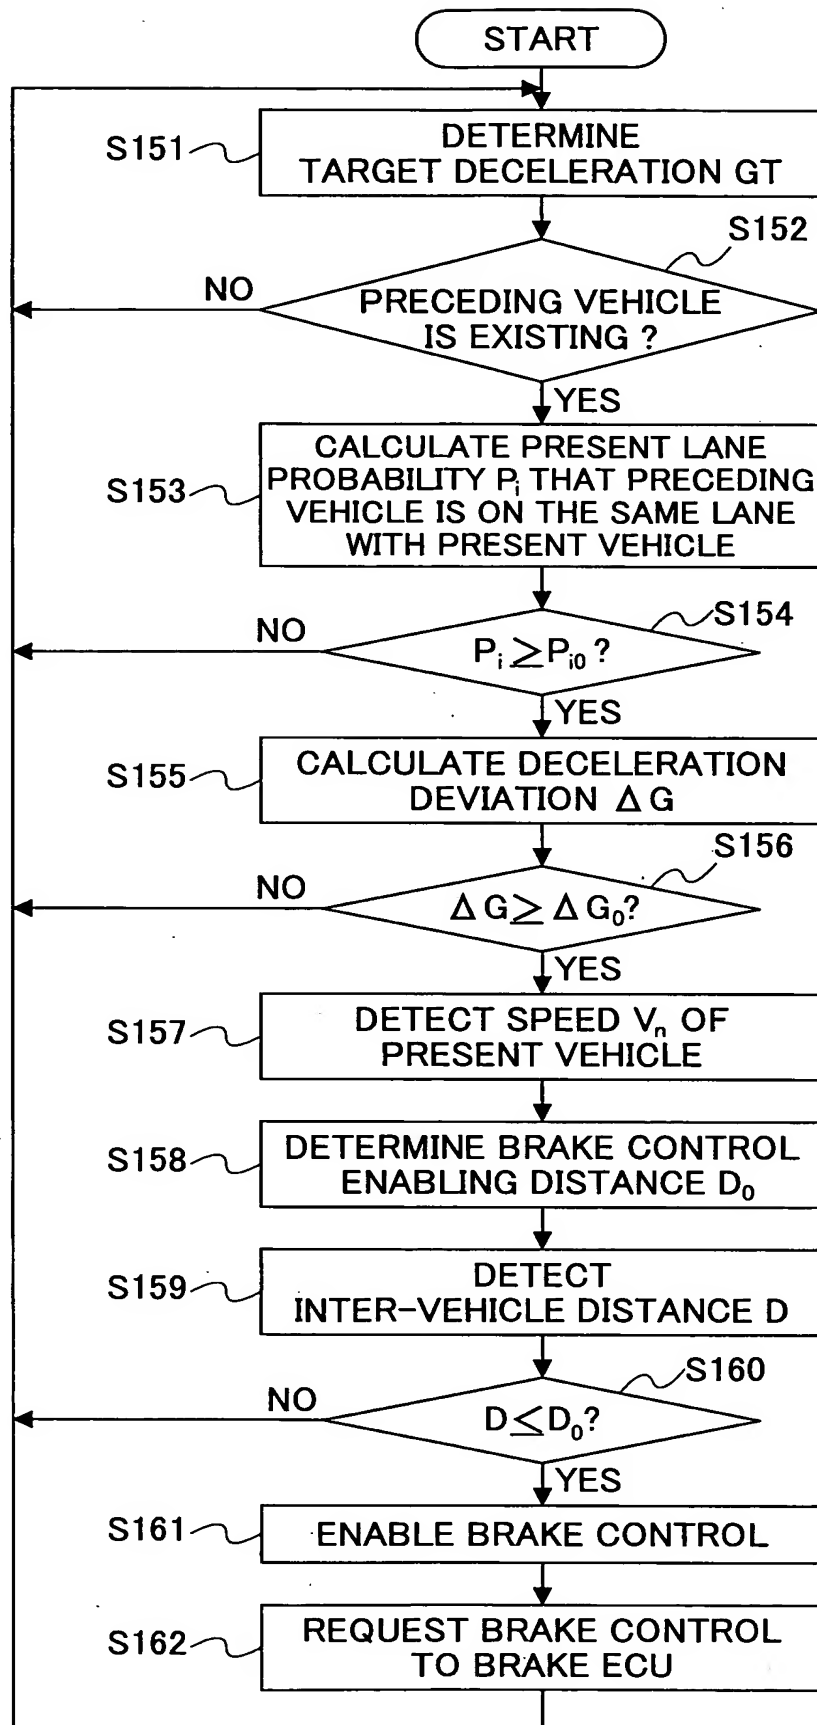 START
S151
DETERMINE
TARGET DECELERATION GT
S152
NO
PRECEDING VEHICLE
IS EXISTING ?
YES
S153
CALCULATE PRESENT LANE
PROBABILITY Pi THAT PRECEDING
VEHICLE IS ON THE SAME LANE
WITH PRESENT VEHICLE
S154
NO
Pi ≧ Pi0 ?
YES
S155
CALCULATE DECELERATION
DEVIATION Δ G
S156
NO
Δ G ≧ Δ G0?
YES
S157
DETECT SPEED Vn OF
PRESENT VEHICLE
S158
DETERMINE BRAKE CONTROL
ENABLING DISTANCE D0
S159
DETECT
INTER-VEHICLE DISTANCE D
S160
NO
D ≦ D0?
YES
S161
ENABLE BRAKE CONTROL
S162
REQUEST BRAKE CONTROL
TO BRAKE ECU